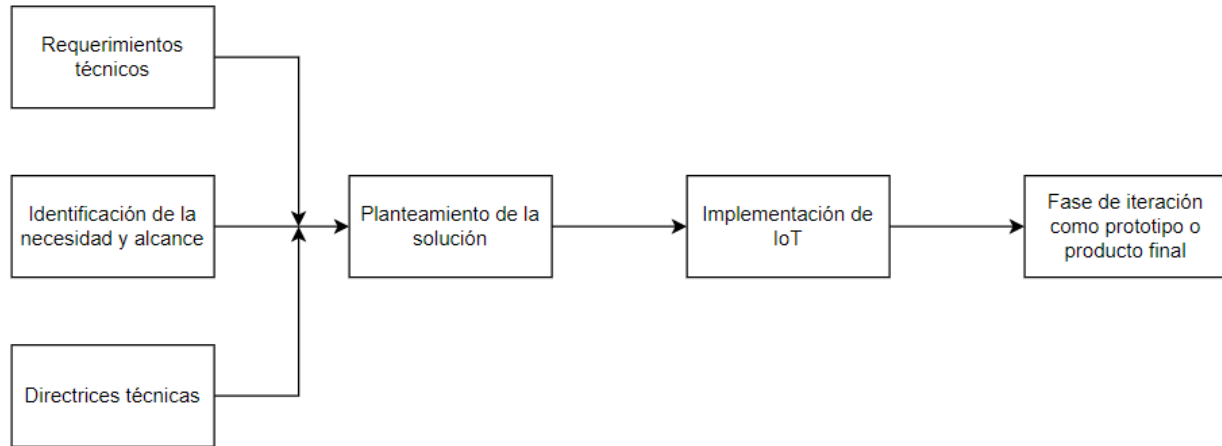 Requerimientos
técnicos
Identificación de la
necesidad y alcance
Directrices técnicas
Planteamiento de la
solución
Implementación de
IoT
Fase de iteración
como prototipo o
producto final